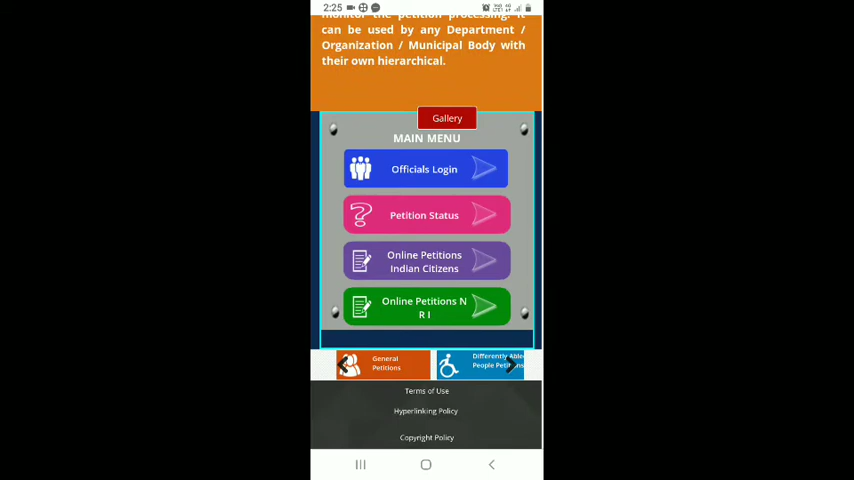 2:25
monitor the petition processing. It
can be used by any Department /
Organization / Municipal Body with
their own hierarchical.
Gallery
MAIN MENU
Officials Login
Petition Status
Online Petitions
Indian Citizens
Online Petitions N
R I
General
Petitions
Differently Able
People Petitions
Terms of Use
Hyperlinking Policy
Copyright Policy